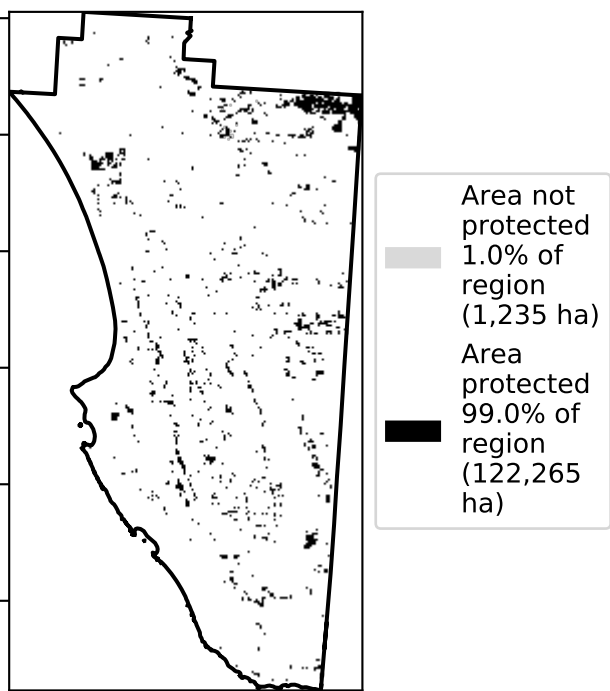 Area not
protected
1.0% of
region
(1,235 ha)
Area
protected
99.0% of
region
(122,265
ha)